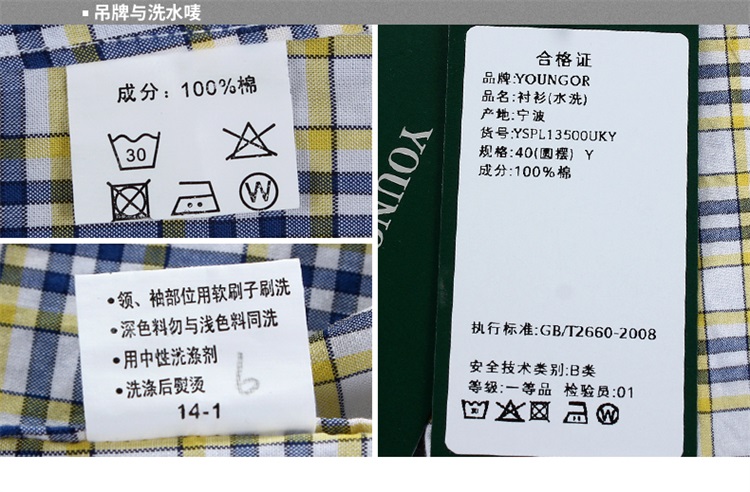 吊牌与洗水唛
成分：100%棉
30
W
• 领、袖部位用软刷子刷洗
• 深色料勿与浅色料同洗
• 用中性洗涤剂
• 洗涤后熨烫
6
14-1
YOUNG
合格证
品牌:YOUNGOR
品名:衬衫(水洗)
产地:宁波
货号:YSPL13500UKY
规格:40(圆摆) Y
成分:100%棉
执行标准:GB/T2660-2008
安全技术类别:B类
等级:一等品 检验员:01
W